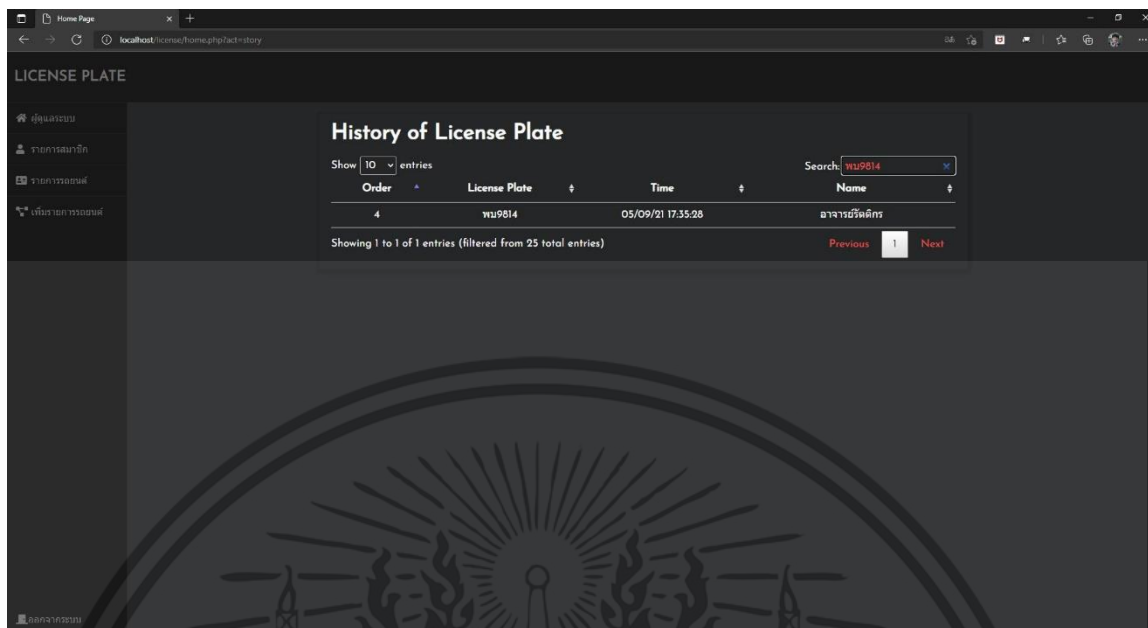 Home Page
localhost/license/home.php?act=story
LICENSE PLATE
ผู้ดูแลระบบ
รายการสมาชิก
รายการรถยนต์
เพิ่มรายการรถยนต์
ออกจากระบบ
History of License Plate
Show 10 entries
Search: พบ9814
Order License Plate Time Name
4 พบ9814 05/09/21 17:35:28 อาจารย์รัตติกร
Showing 1 to 1 of 1 entries (filtered from 25 total entries)
Previous 1 Next